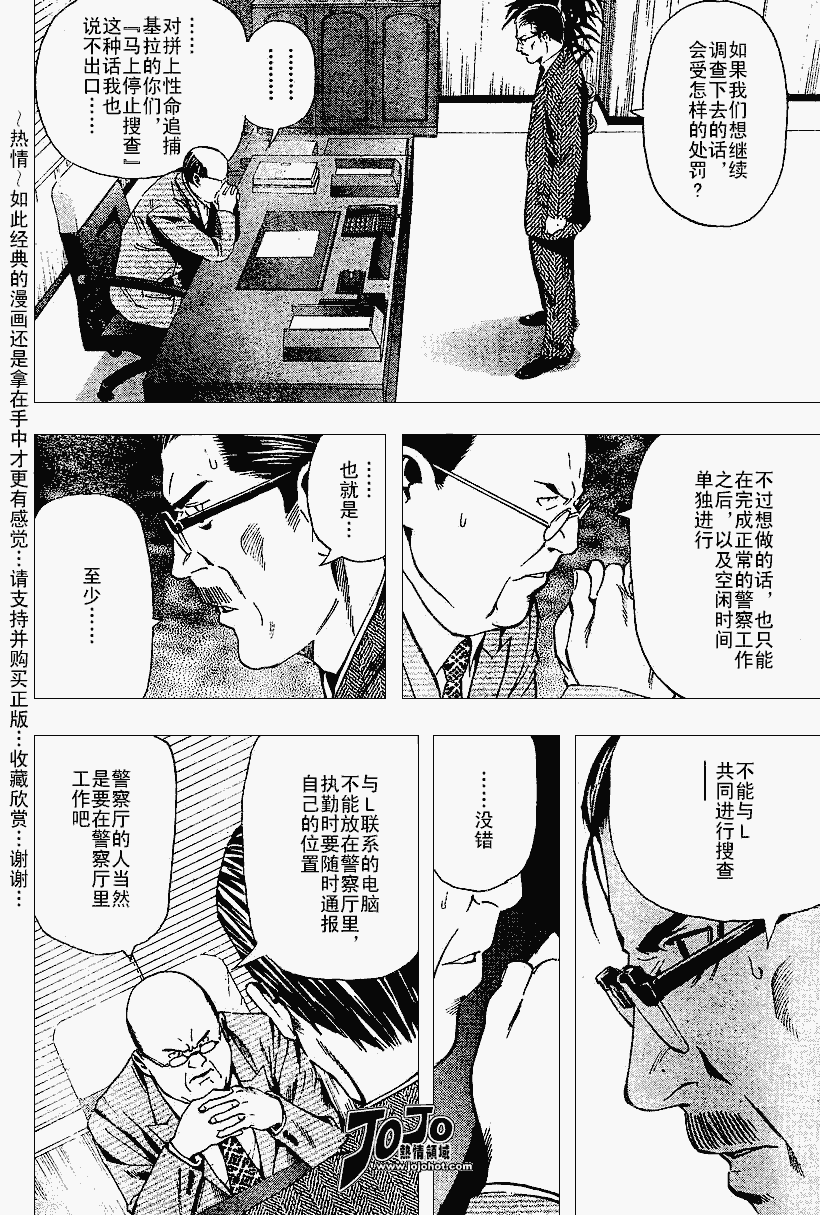 如果我们想继续
调查下去的话，
会受怎样的处罚？
………
……
对拼上性命追捕
基拉的你们，
『马上停止搜查』
这种话我也
说不出口……
不过想做的话，也只能
在完成正常的警察工作
之后，以及空闲时间
单独进行
……
也就是…
至少……
不能与L
共同进行搜查
——
……没错
与L联系的电脑
不能放在警察厅里，
执勤时要随时通报
自己的位置
警察厅的人当然
是要在警察厅里
工作吧
～热情～如此经典的漫画还是拿在手中才更有感觉…请支持并购买正版…收藏欣赏…谢谢…
JOJO
热情领域
www.jojohot.com